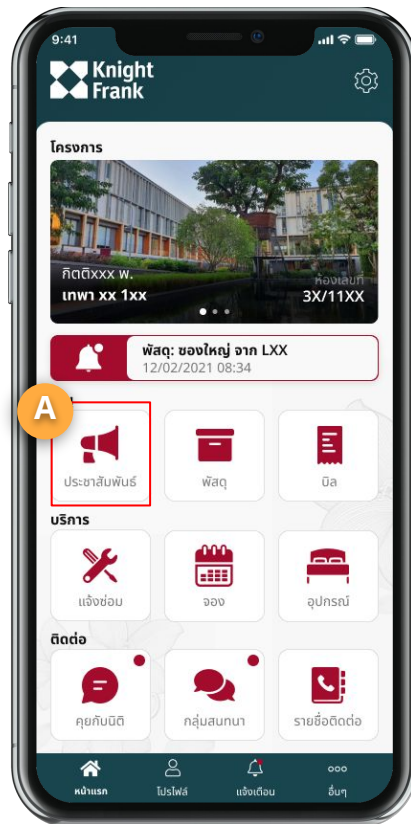 9:41
Knight
Frank
โครงการ
กิตติxxx พ.
เทพา xx 1xx
ห้องเลขที่
3X/11XX
พัสดุ: ซองใหญ่ จาก LXX
12/02/2021 08:34
A
ประชาสัมพันธ์
พัสดุ
บิล
บริการ
แจ้งซ่อม
จอง
อุปกรณ์
ติดต่อ
คุยกับนิติ
กลุ่มสนทนา
รายชื่อติดต่อ
หน้าแรก
โปรไฟล์
แจ้งเตือน
อื่นๆ